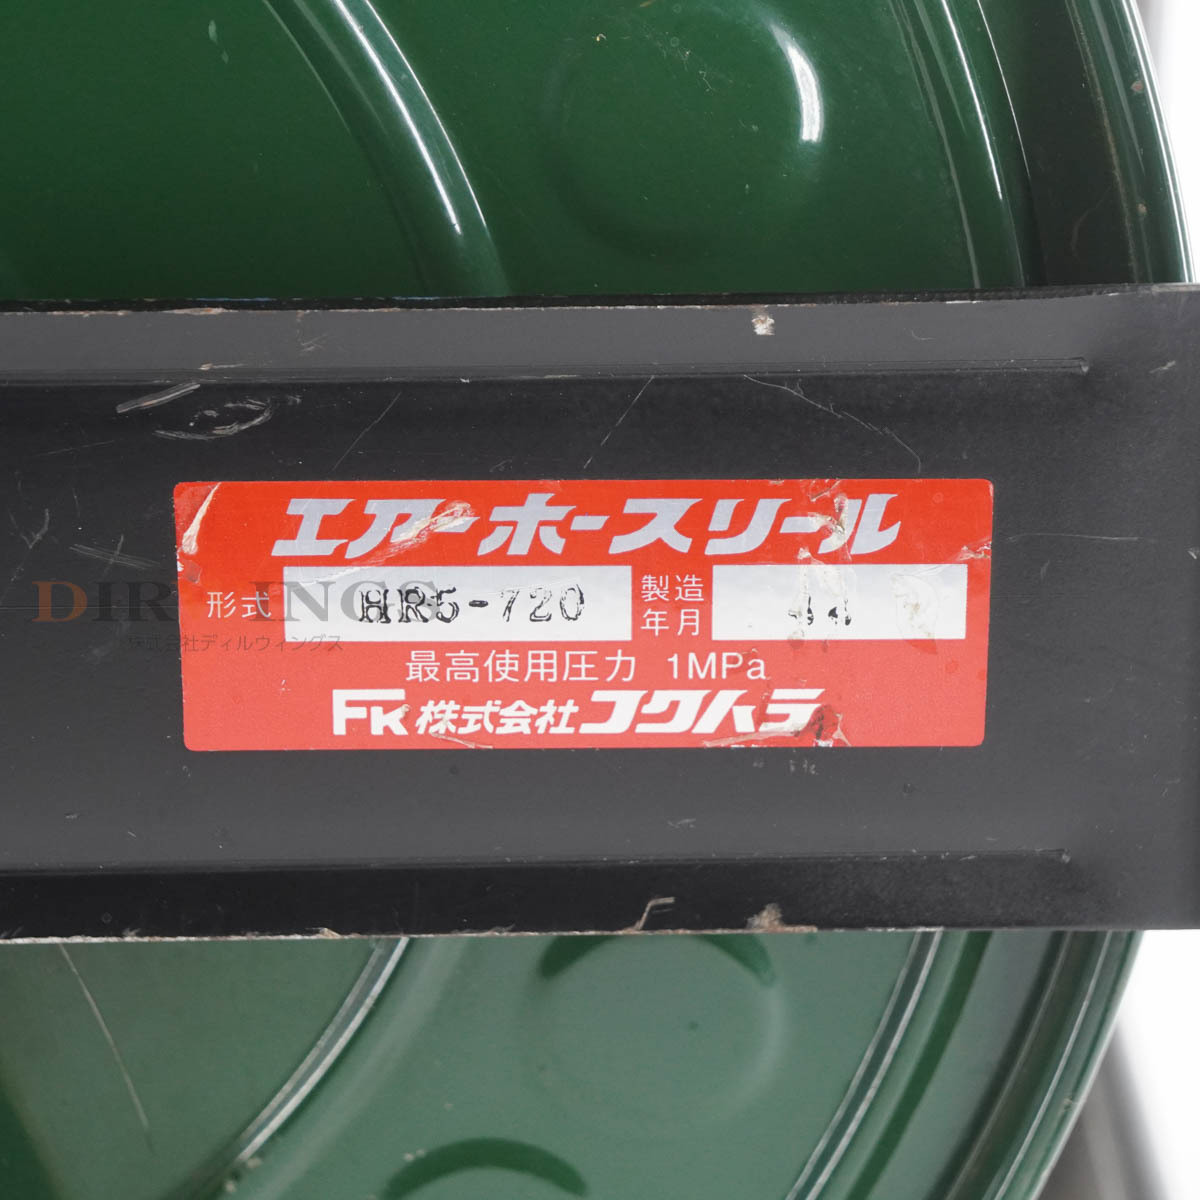 エアーホースリール
形式 HR5-720 製造年月
最高使用圧力 1MPa
FK 株式会社コクハラ
株式会社ディルウィングス